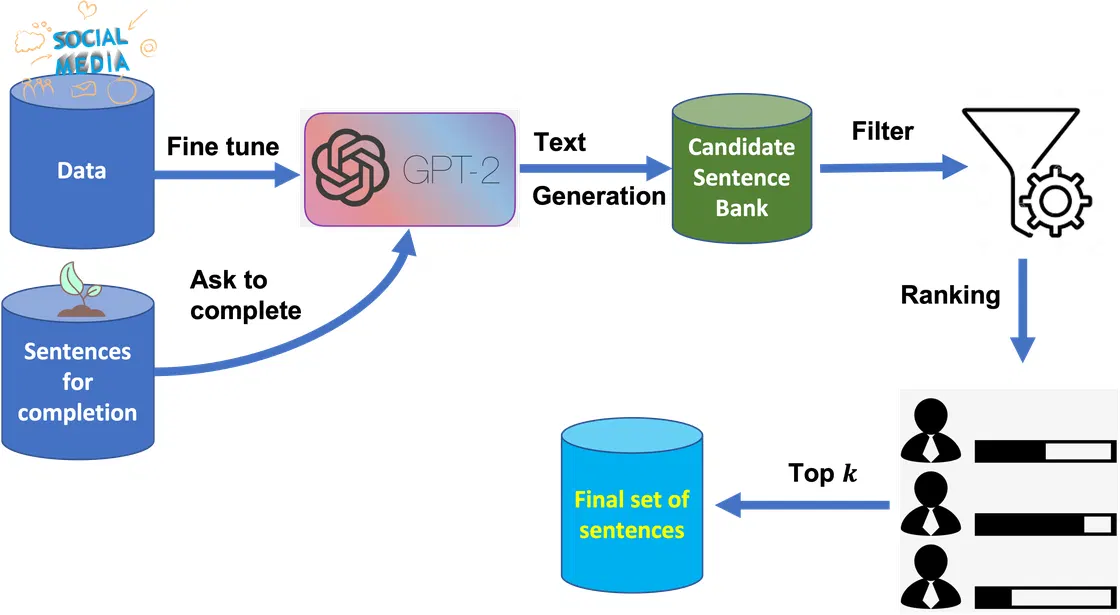 SOCIAL
MEDIA
Data
Fine tune
GPT-2
Text
Generation
Candidate
Sentence
Bank
Filter
Sentences
for
completion
Ask to
complete
Ranking
Top k
Final set of
sentences